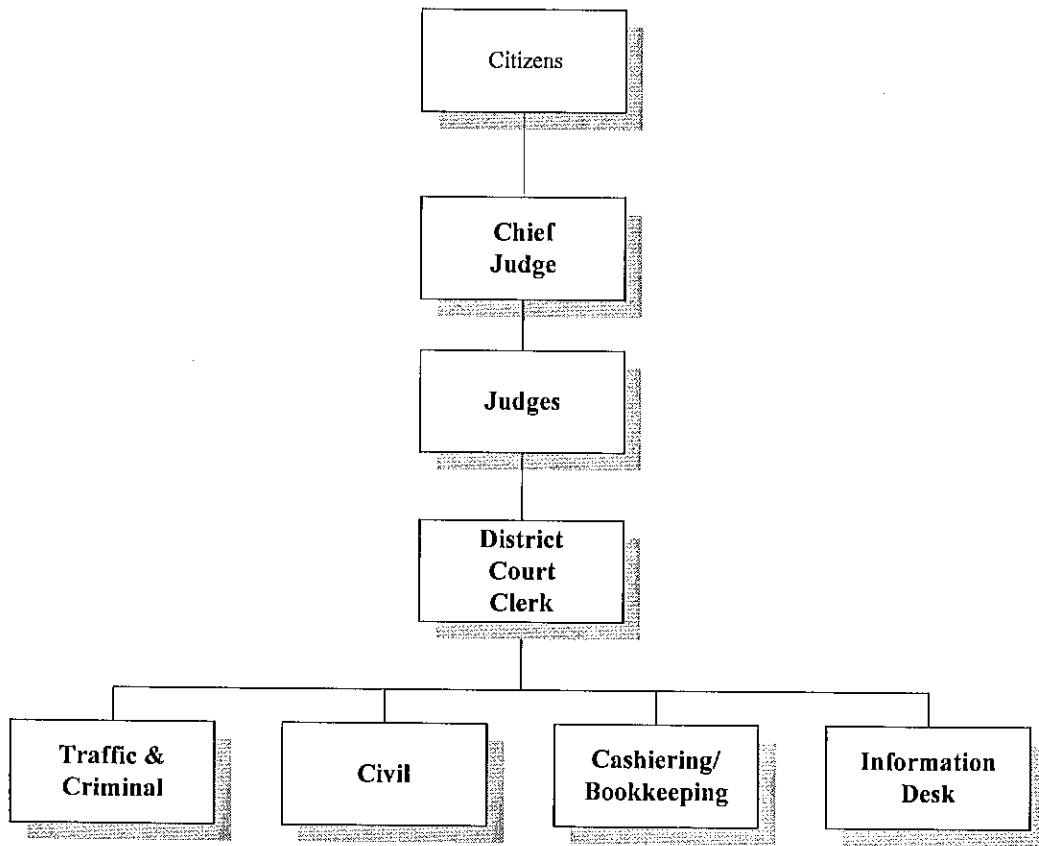 Citizens
Chief
Judge
Judges
District
Court
Clerk
Traffic &
Criminal
Civil
Cashiering/
Bookkeeping
Information
Desk